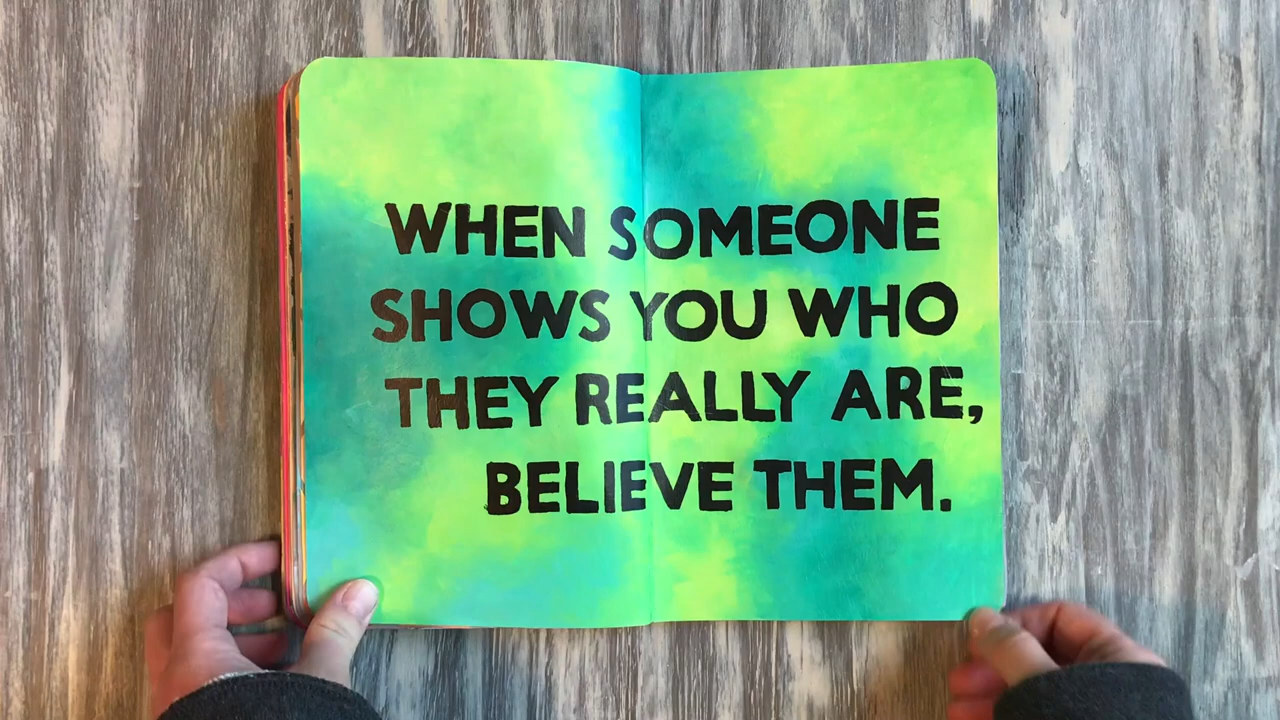 WHEN SOMEONE
SHOWS YOU WHO
THEY REALLY ARE,
BELIEVE THEM.